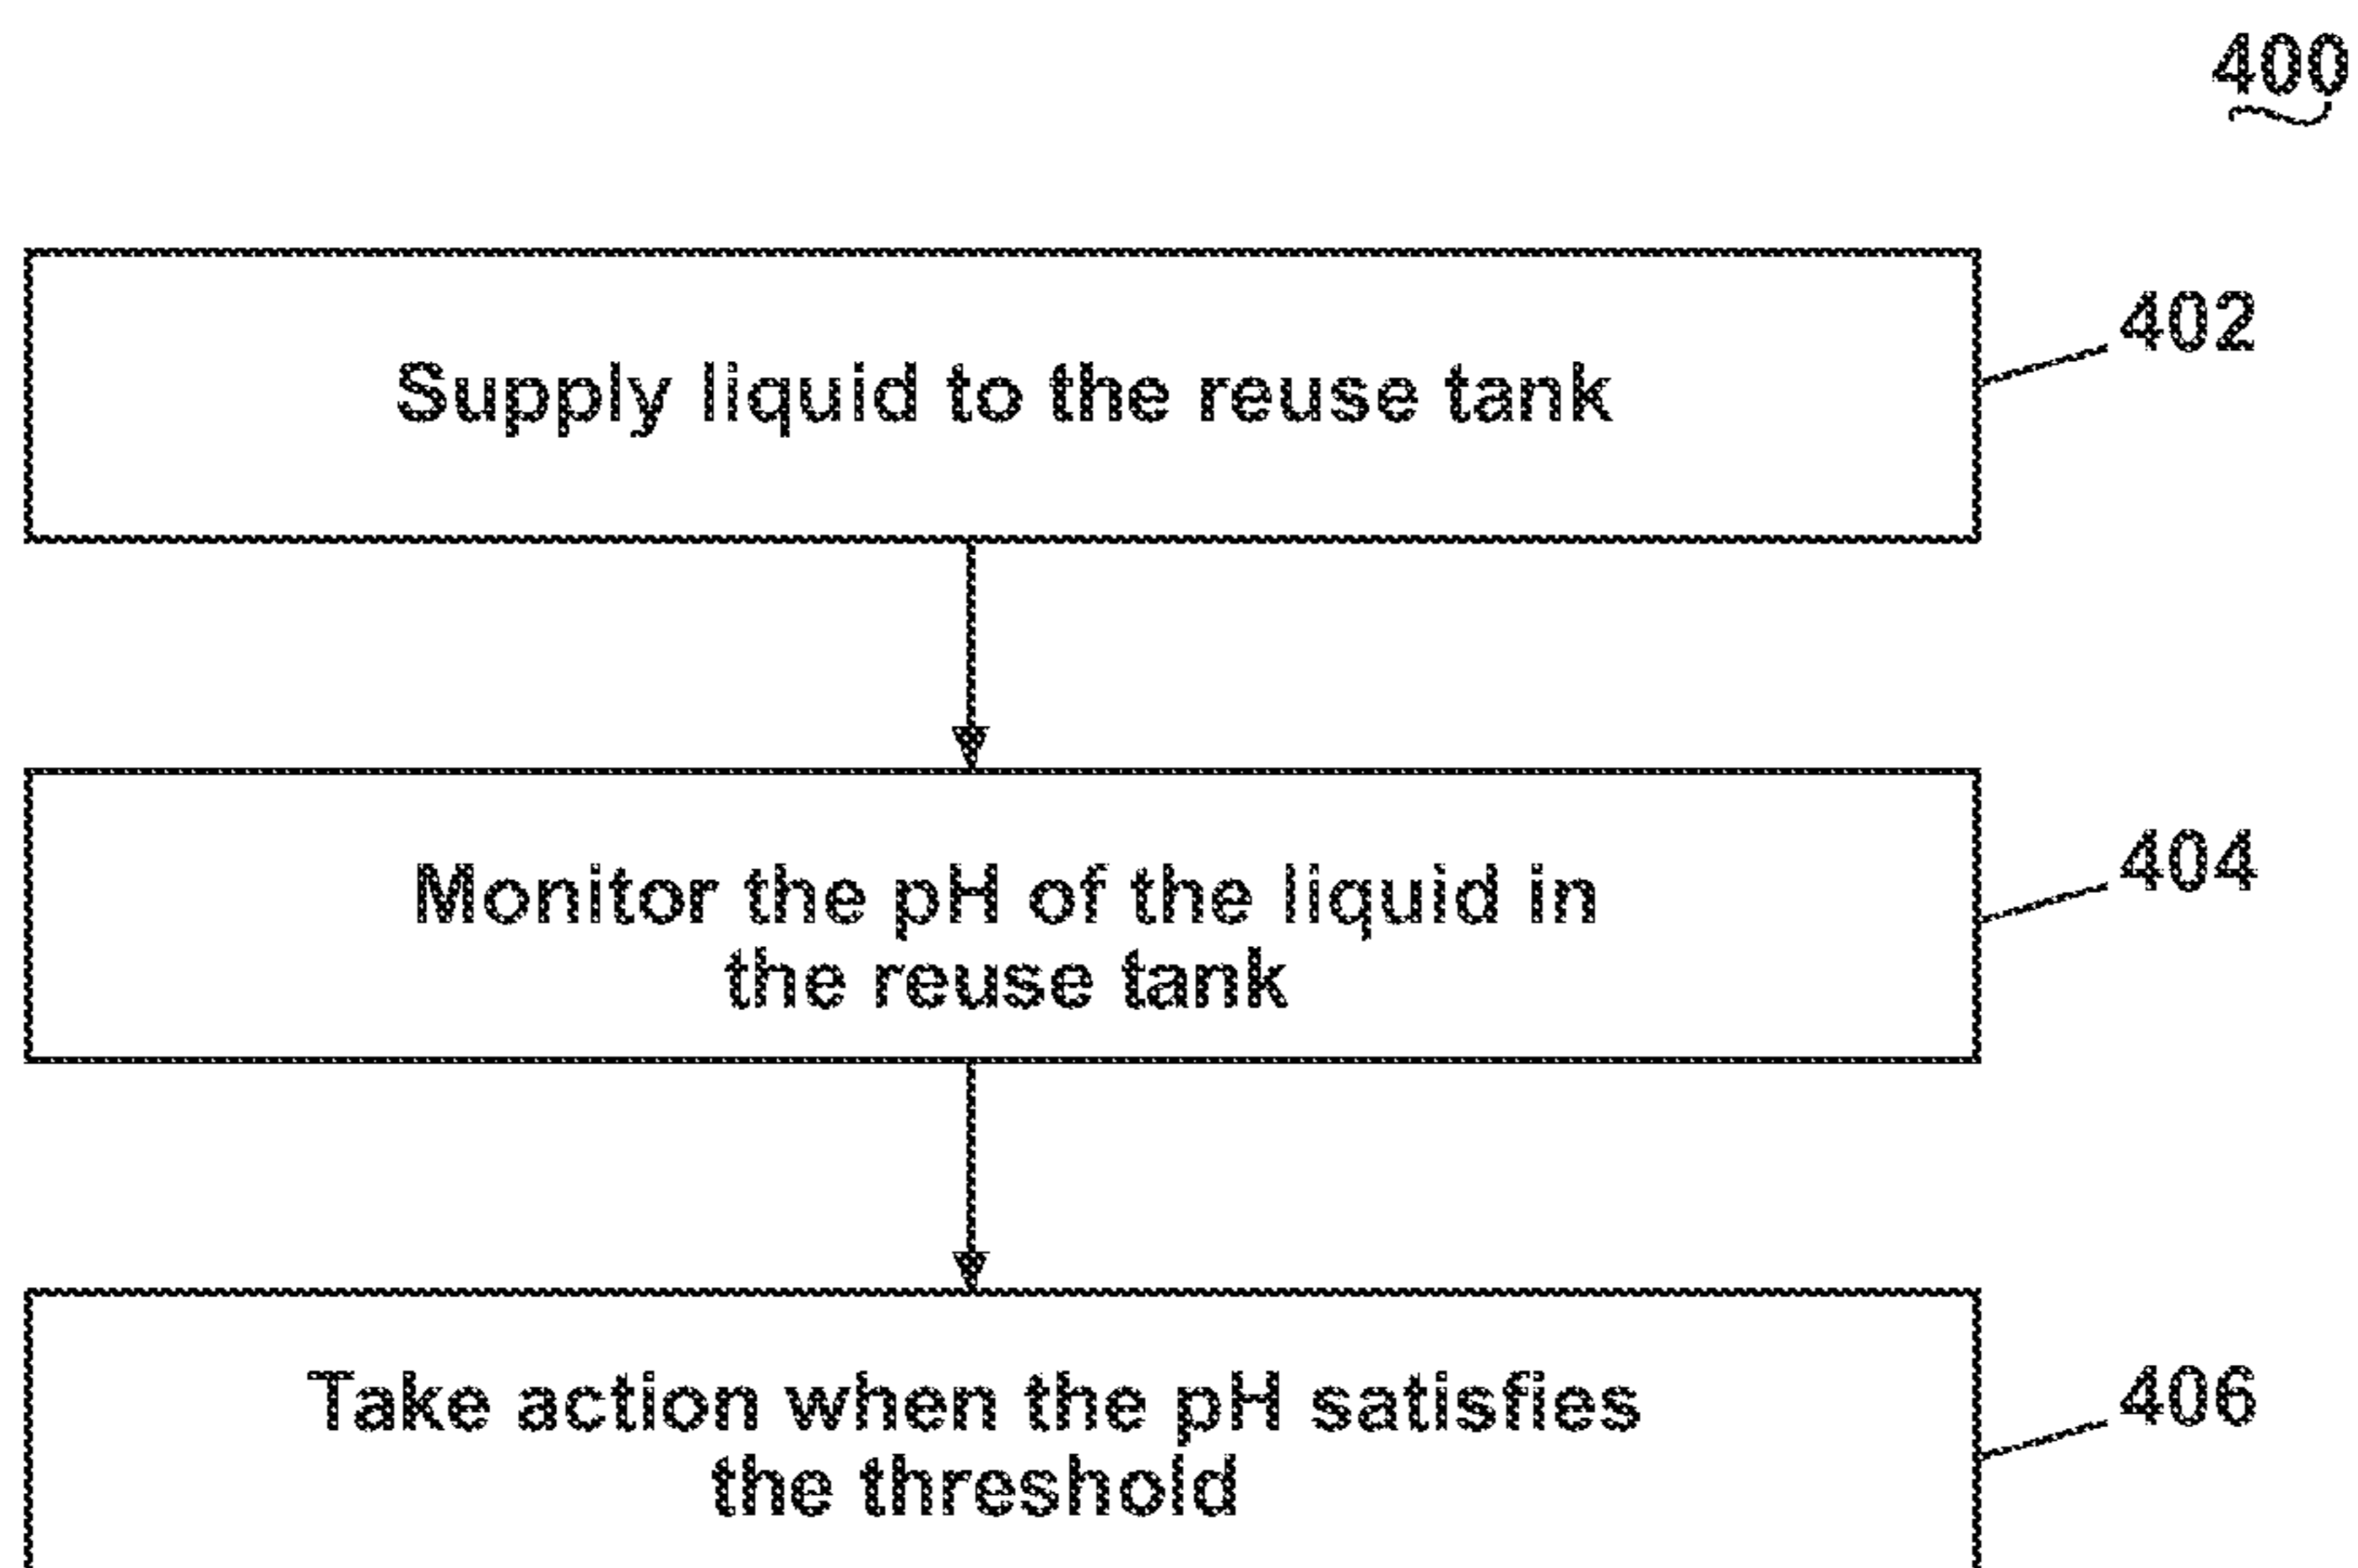 400
Supply liquid to the reuse tank
402
Monitor the pH of the liquid in
the reuse tank
404
Take action when the pH satisfies
the threshold
406